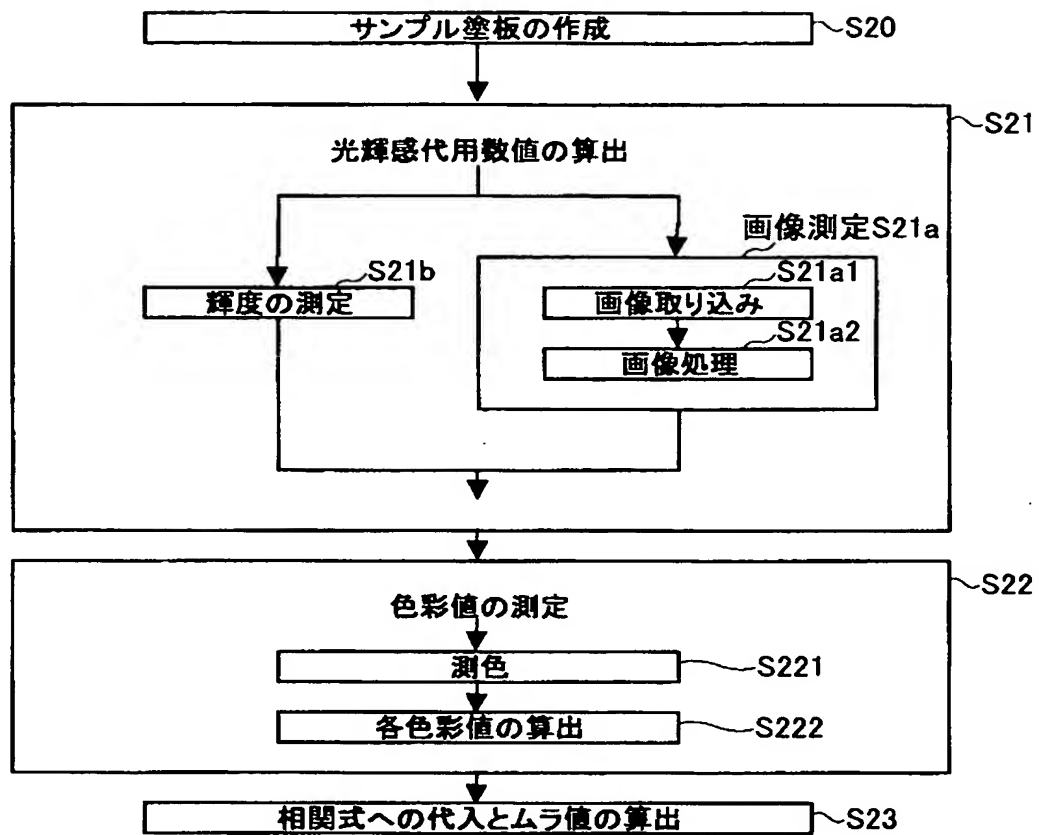 サンプル塗板の作成
S20
S21
光輝感代用数値の算出
画像測定S21a
S21b
輝度の測定
S21a1
画像取り込み
S21a2
画像処理
S22
色彩値の測定
測色
S221
各色彩値の算出
S222
相関式への代入とムラ値の算出
S23